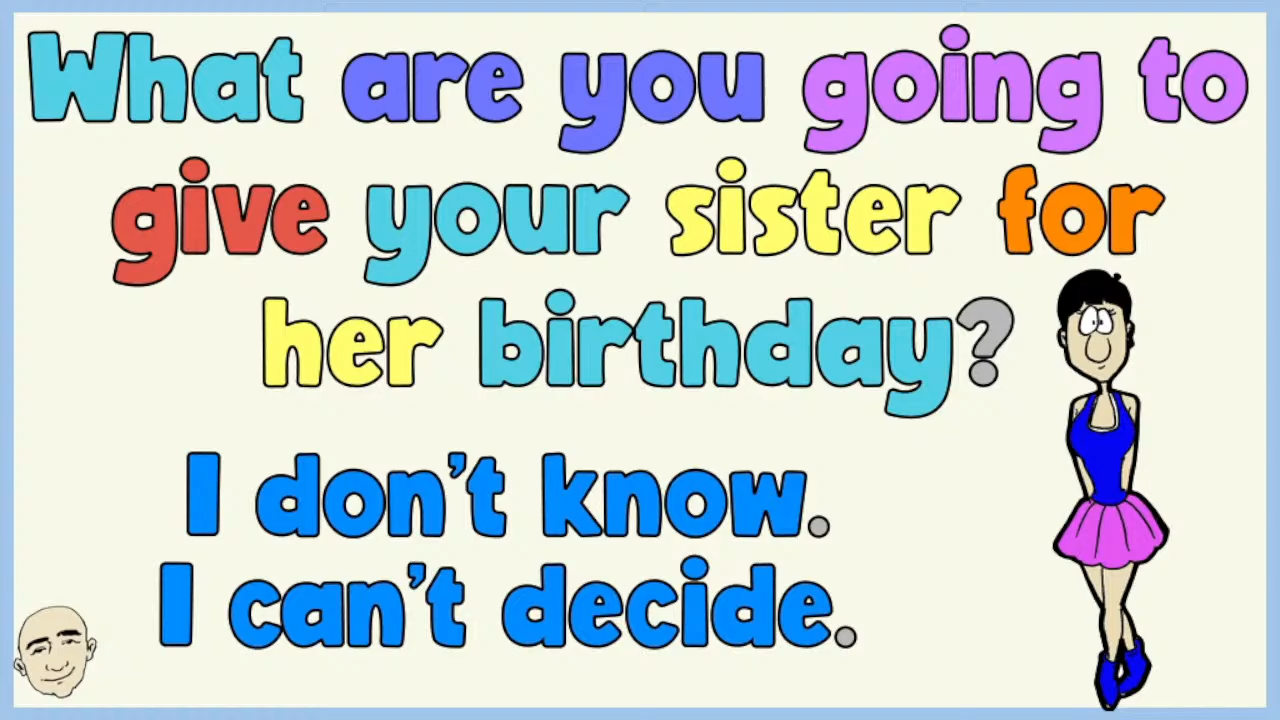 What are you going to
give your sister for
her birthday?
I don't know.
I can't decide.